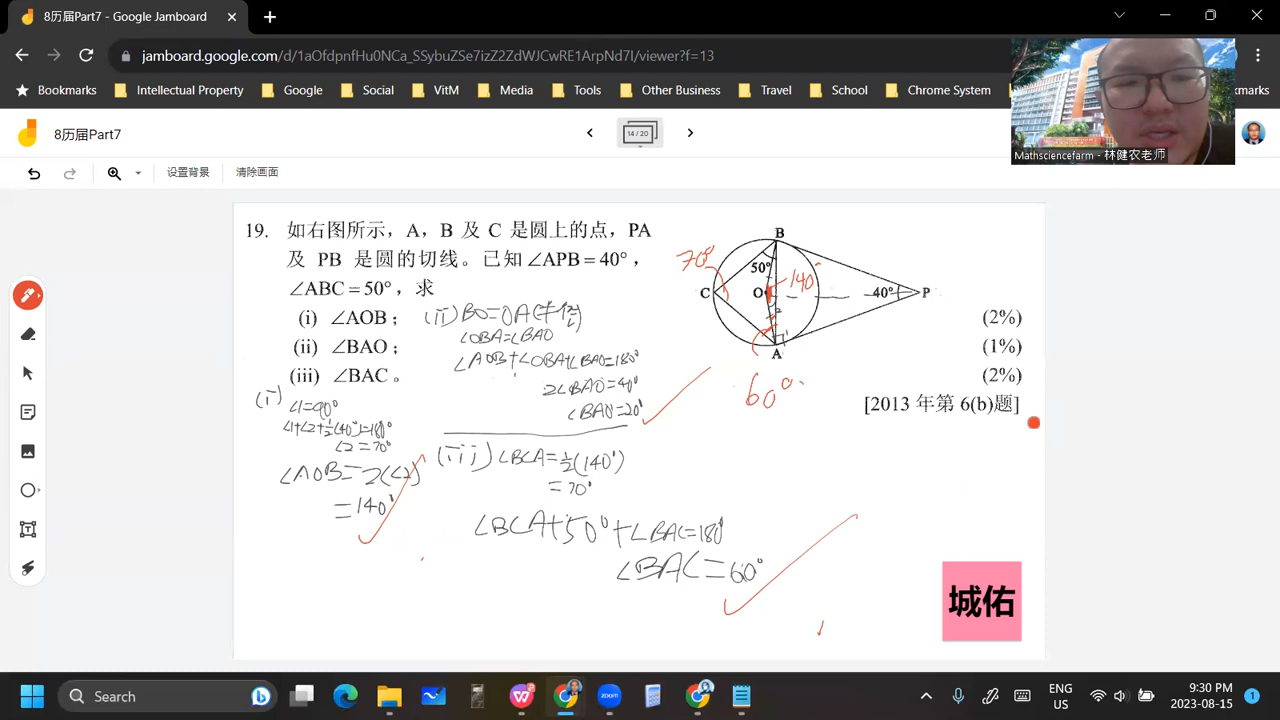 8历届Part7 - Google Jamboard
jamboard.google.com/d/
/viewer?f=13
Bookmarks
Intellectual Property
Google
Social
VitM
Media
Tools
Other Business
Travel
School
Chrome System
Mathsciencefarm - 林健农老师
8历届Part7
14 / 20
设置背景
清除画面
19. 如右图所示，A，B 及 C 是圆上的点，PA
及 PB 是圆的切线。已知 ∠APB = 40°，
∠ABC = 50°，求
(i) ∠AOB； (2%)
(ii) ∠BAO； (1%)
(iii) ∠BAC。 (2%)
[2013 年第 6(b)题]
B
50°
C
O
40°
P
A
70°
140°
60°
(i) ∠1=90°
∠1+∠2+½(40°)=180°
∠2=70°
∠AOB=2(∠2)
=140°
(ii) BO=OA(半径)
∠OBA=∠BAO
∠AOB+∠OBA+∠BAO=180°
2∠BAO=40°
∠BAO=20°
(iii) ∠BCA=½(140°)
=70°
∠BCA+50°+∠BAC=180°
∠BAC=60°
城佑
Search
ENG
US
9:30 PM
2023-08-15
1